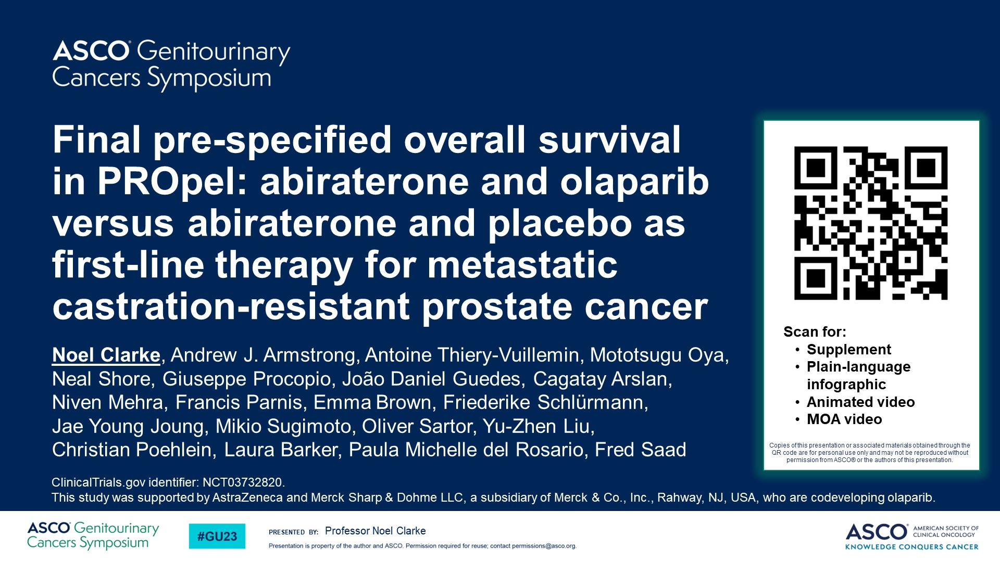 ASCO® Genitourinary
Cancers Symposium
Final pre-specified overall survival
in PROpel: abiraterone and olaparib
versus abiraterone and placebo as
first-line therapy for metastatic
castration-resistant prostate cancer
Noel Clarke, Andrew J. Armstrong, Antoine Thiery-Vuillemin, Mototsugu Oya,
Neal Shore, Giuseppe Procopio, João Daniel Guedes, Cagatay Arslan,
Niven Mehra, Francis Parnis, Emma Brown, Friederike Schlürmann,
Jae Young Joung, Mikio Sugimoto, Oliver Sartor, Yu-Zhen Liu,
Christian Poehlein, Laura Barker, Paula Michelle del Rosario, Fred Saad
ClinicalTrials.gov identifier: NCT03732820.
This study was supported by AstraZeneca and Merck Sharp & Dohme LLC, a subsidiary of Merck & Co., Inc., Rahway, NJ, USA, who are codeveloping olaparib.
Scan for:
• Supplement
• Plain-language
infographic
• Animated video
• MOA video
Copies of this presentation or associated materials obtained through the
QR code are for personal use only and may not be reproduced without
permission from ASCO® or the authors of this presentation.
ASCO® Genitourinary
Cancers Symposium
#GU23
PRESENTED BY: Professor Noel Clarke
Presentation is property of the author and ASCO. Permission required for reuse; contact permissions@asco.org.
ASCO® AMERICAN SOCIETY OF
CLINICAL ONCOLOGY
KNOWLEDGE CONQUERS CANCER